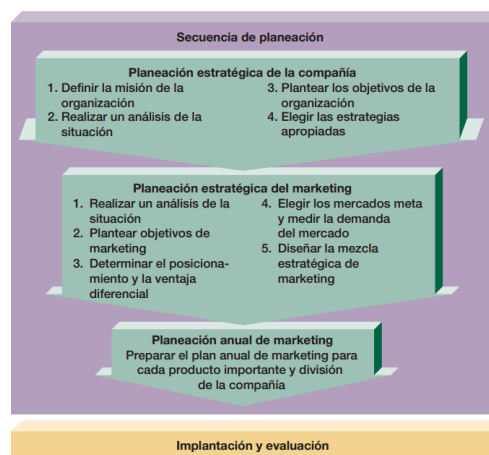 Secuencia de planeación
Planeación estratégica de la compañía
1. Definir la misión de la
organización
2. Realizar un análisis de la
situación
3. Plantear los objetivos de la
organización
4. Elegir las estrategias
apropiadas
Planeación estratégica del marketing
1. Realizar un análisis de la
situación
2. Plantear objetivos de
marketing
3. Determinar el posiciona-
miento y la ventaja
diferencial
4. Elegir los mercados meta
y medir la demanda
del mercado
5. Diseñar la mezcla
estratégica de
marketing
Planeación anual de marketing
Preparar el plan anual de marketing para
cada producto importante y división
de la compañía
Implantación y evaluación